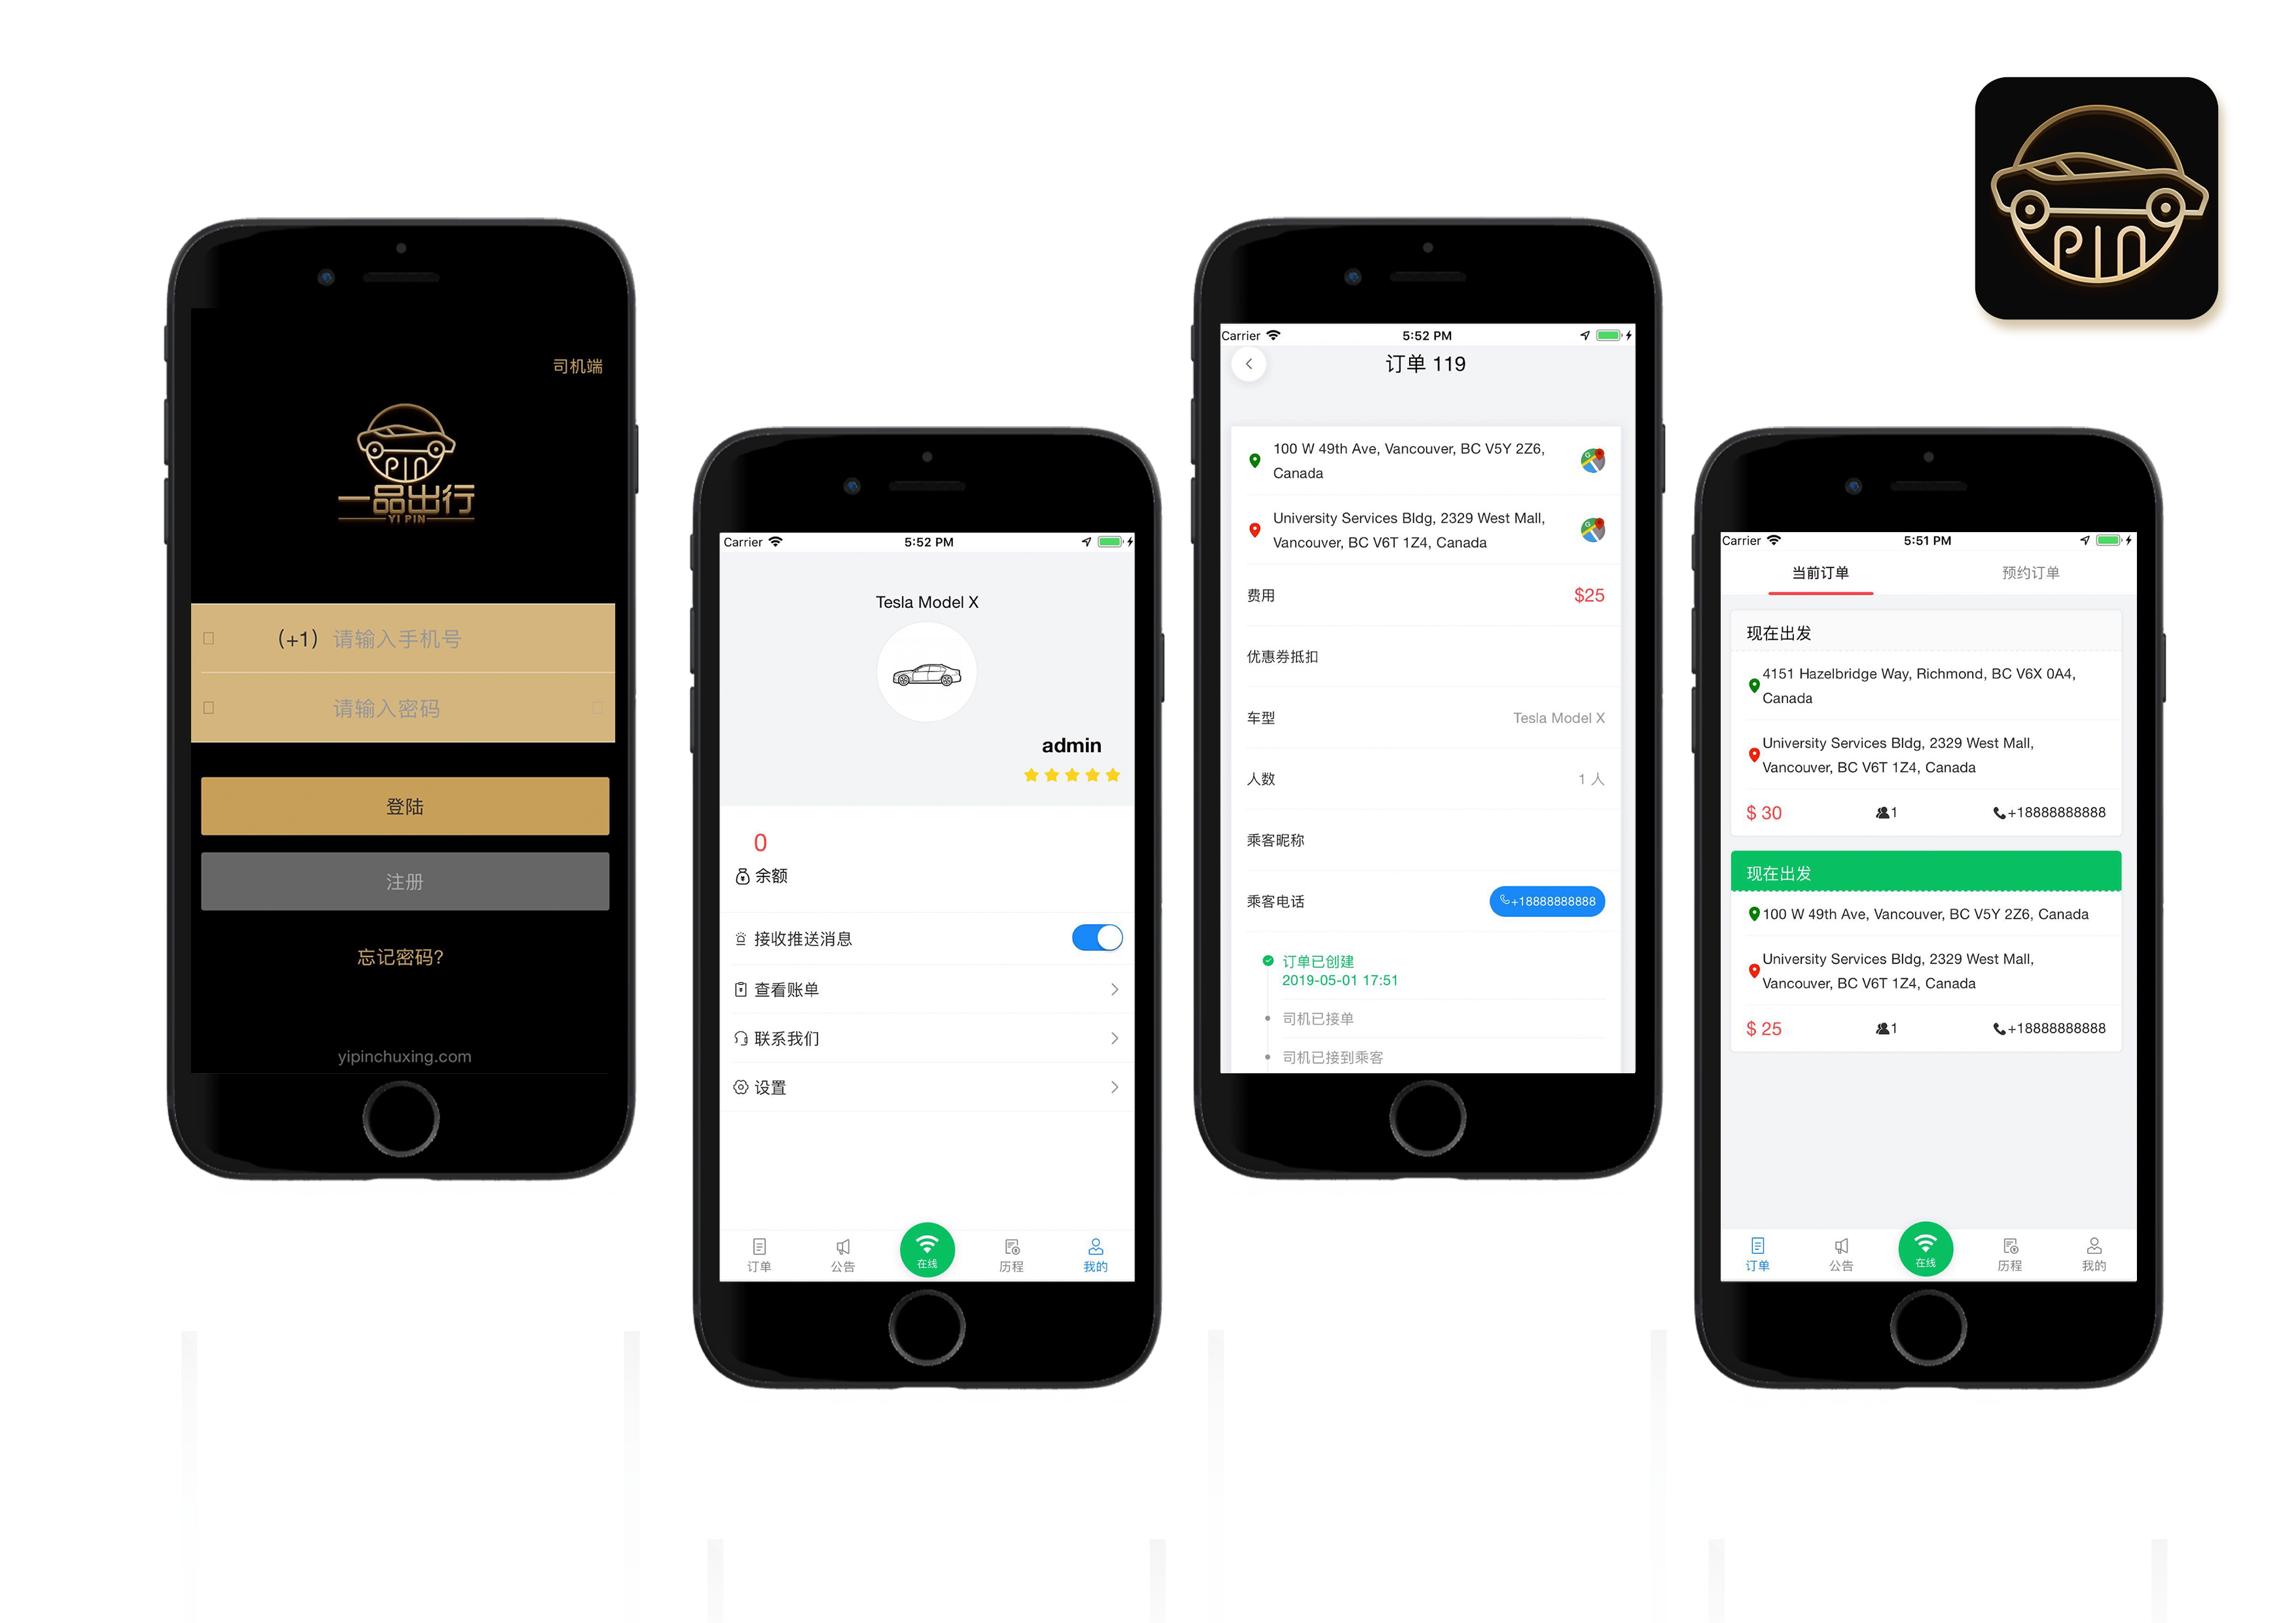 PIN
司机端
PIN
一品出行
YI PIN
(+1) 请输入手机号
请输入密码
登陆
注册
忘记密码?
yipinchuxing.com
Carrier 5:52 PM
Tesla Model X
admin
0
余额
接收推送消息
查看账单
联系我们
设置
订单 公告 在线 历程 我的
Carrier 5:52 PM
订单 119
100 W 49th Ave, Vancouver, BC V5Y 2Z6,
Canada
University Services Bldg, 2329 West Mall,
Vancouver, BC V6T 1Z4, Canada
费用 $25
优惠券抵扣
车型 Tesla Model X
人数 1 人
乘客昵称
乘客电话 +18888888888
订单已创建
2019-05-01 17:51
司机已接单
司机已接到乘客
Carrier 5:51 PM
当前订单 预约订单
现在出发
4151 Hazelbridge Way, Richmond, BC V6X 0A4,
Canada
University Services Bldg, 2329 West Mall,
Vancouver, BC V6T 1Z4, Canada
$ 30 1 +18888888888
现在出发
100 W 49th Ave, Vancouver, BC V5Y 2Z6, Canada
University Services Bldg, 2329 West Mall,
Vancouver, BC V6T 1Z4, Canada
$ 25 1 +18888888888
订单 公告 在线 历程 我的